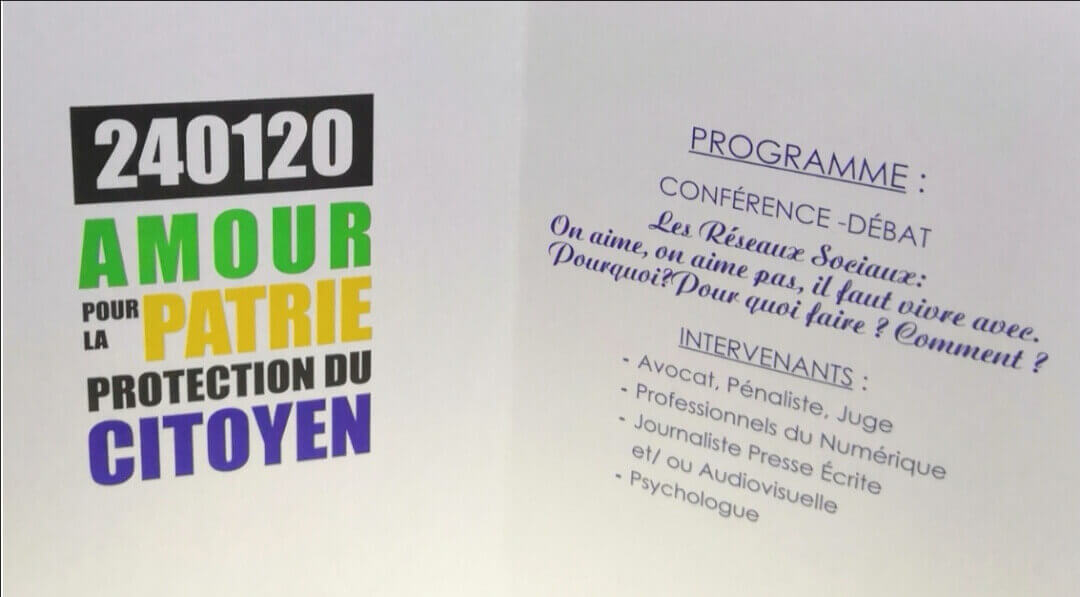 240120
AMOUR
POUR LA PATRIE
PROTECTION DU
CITOYEN
PROGRAMME :
CONFÉRENCE -DÉBAT
Les Réseaux Sociaux:
On aime, on aime pas, il faut vivre avec.
Pourquoi?Pour quoi faire ? Comment ?
INTERVENANTS :
- Avocat, Pénaliste, Juge
- Professionnels du Numérique
- Journaliste Presse Écrite
et/ ou Audiovisuelle
- Psychologue